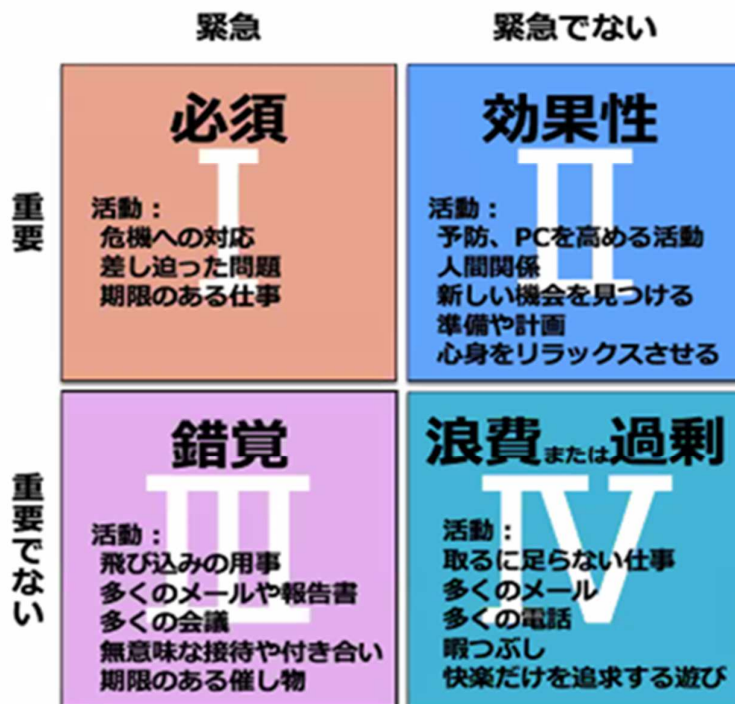 緊急
緊急でない
重要
必須
I
活動：
危機への対応
差し迫った問題
期限のある仕事
効果性
II
活動：
予防、PCを高める活動
人間関係
新しい機会を見つける
準備や計画
心身をリラックスさせる
重要でない
錯覚
III
活動：
飛び込みの用事
多くのメールや報告書
多くの会議
無意味な接待や付き合い
期限のある催し物
浪費または過剰
IV
活動：
取るに足らない仕事
多くのメール
多くの電話
暇つぶし
快楽だけを追求する遊び